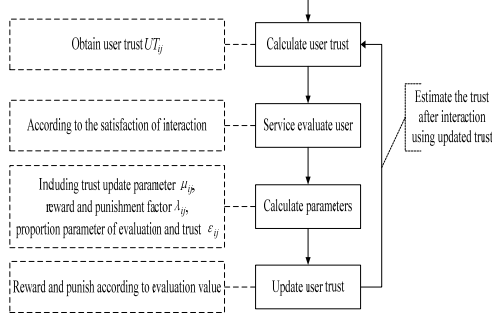 Obtain user trust UTij
Calculate user trust
Estimate the trust
after interaction
using updated trust
According to the satisfaction of interaction
Service evaluate user
Including trust update parameter μij,
reward and punishment factor λij,
proportion parameter of evaluation and trust εij
Calculate parameters
Reward and punish according to evaluation value
Update user trust